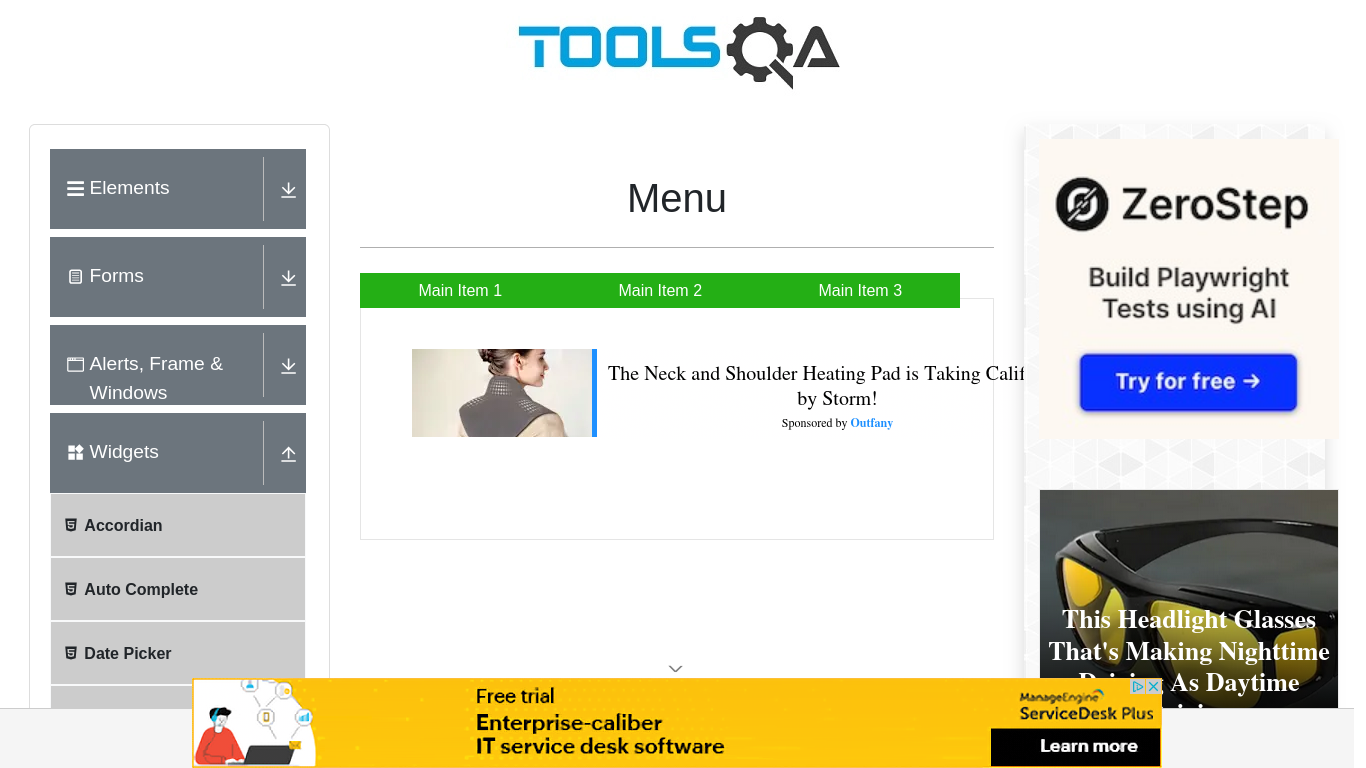 TOOLSQA
Elements
Forms
Alerts, Frame &
Windows
Widgets
Accordian
Auto Complete
Date Picker
Menu
Main Item 1
Main Item 2
Main Item 3
The Neck and Shoulder Heating Pad is Taking Calif
by Storm!
Sponsored by Outfany
ZeroStep
Build Playwright
Tests using AI
Try for free →
This Headlight Glasses
That's Making Nighttime
Driving As Daytime
Free trial
Enterprise-caliber
IT service desk software
ManageEngine
ServiceDesk Plus
Learn more